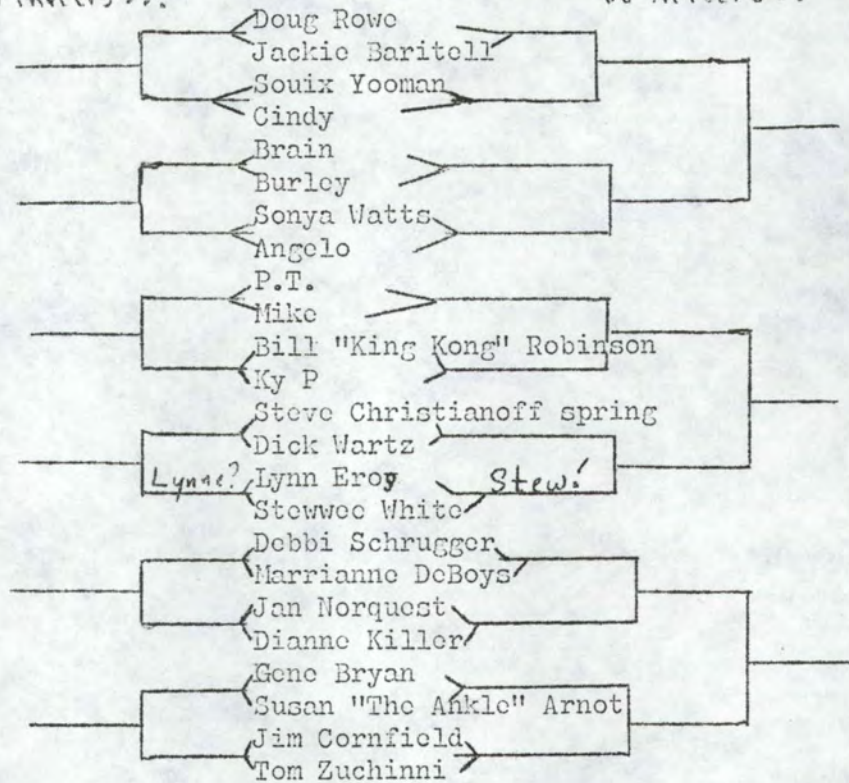 Doug Rowe
Jackie Baritell
Souix Yooman
Cindy
Brain
Burley
Sonya Watts
Angelo
P.T.
Mike
Bill "King Kong" Robinson
Ky P
Steve Christianoff spring
Dick Wartz
Lynne? Lynn Eroy Stew!
Stewwee White
Debbi Schrugger
Marrianne DeBoys
Jan Norquest
Dianne Killer
Gene Bryan
Susan "The Ankle" Arnot
Jim Cornfield
Tom Zuchinni